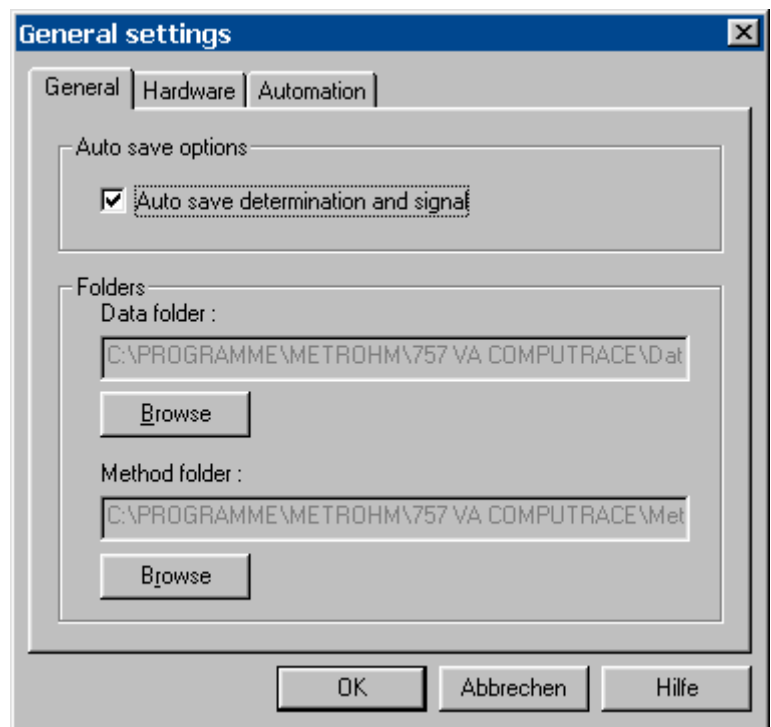 General settings
General Hardware Automation
Auto save options
Auto save determination and signal
Folders
Data folder :
C:\PROGRAMME\METROHM\757 VA COMPUTRACE\Dat
Browse
Method folder :
C:\PROGRAMME\METROHM\757 VA COMPUTRACE\Met
Browse
OK Abbrechen Hilfe